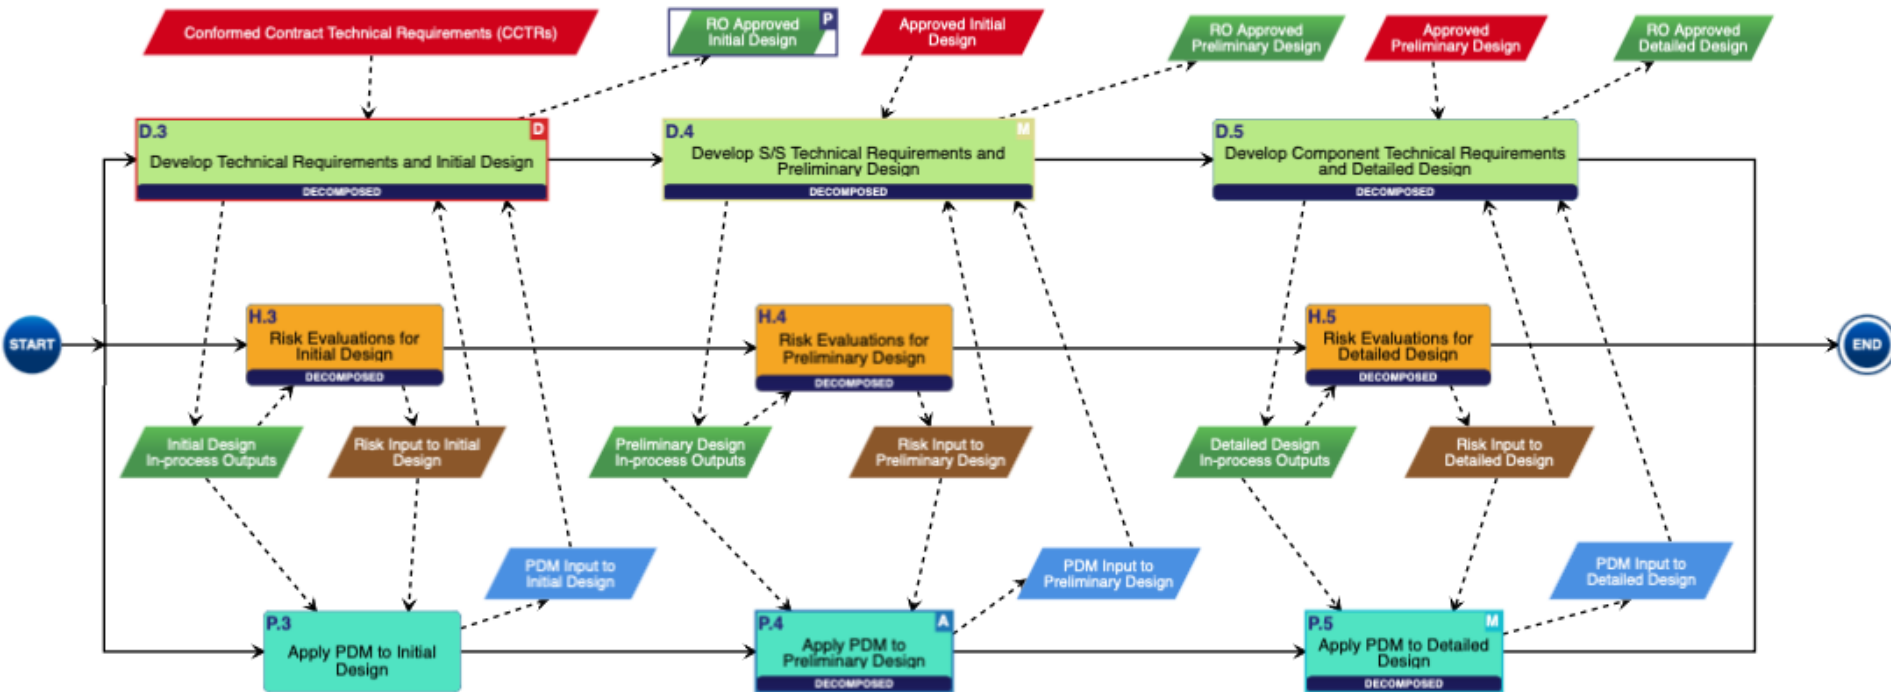 Conformed Contract Technical Requirements (CCTRs)
RO Approved
Initial Design
P
Approved Initial
Design
RO Approved
Preliminary Design
Approved
Preliminary Design
RO Approved
Detailed Design
D.3
D
Develop Technical Requirements and Initial Design
DECOMPOSED
D.4
M
Develop S/S Technical Requirements and
Preliminary Design
DECOMPOSED
D.5
Develop Component Technical Requirements
and Detailed Design
DECOMPOSED
START
H.3
Risk Evaluations for
Initial Design
DECOMPOSED
H.4
Risk Evaluations for
Preliminary Design
DECOMPOSED
H.5
Risk Evaluations for
Detailed Design
DECOMPOSED
END
Initial Design
In-process Outputs
Risk Input to Initial
Design
Preliminary Design
In-process Outputs
Risk Input to
Preliminary Design
Detailed Design
In-process Outputs
Risk Input to
Detailed Design
PDM Input to
Initial Design
PDM Input to
Preliminary Design
PDM Input to
Detailed Design
P.3
Apply PDM to Initial
Design
P.4
A
Apply PDM to
Preliminary Design
DECOMPOSED
P.5
M
Apply PDM to Detailed
Design
DECOMPOSED